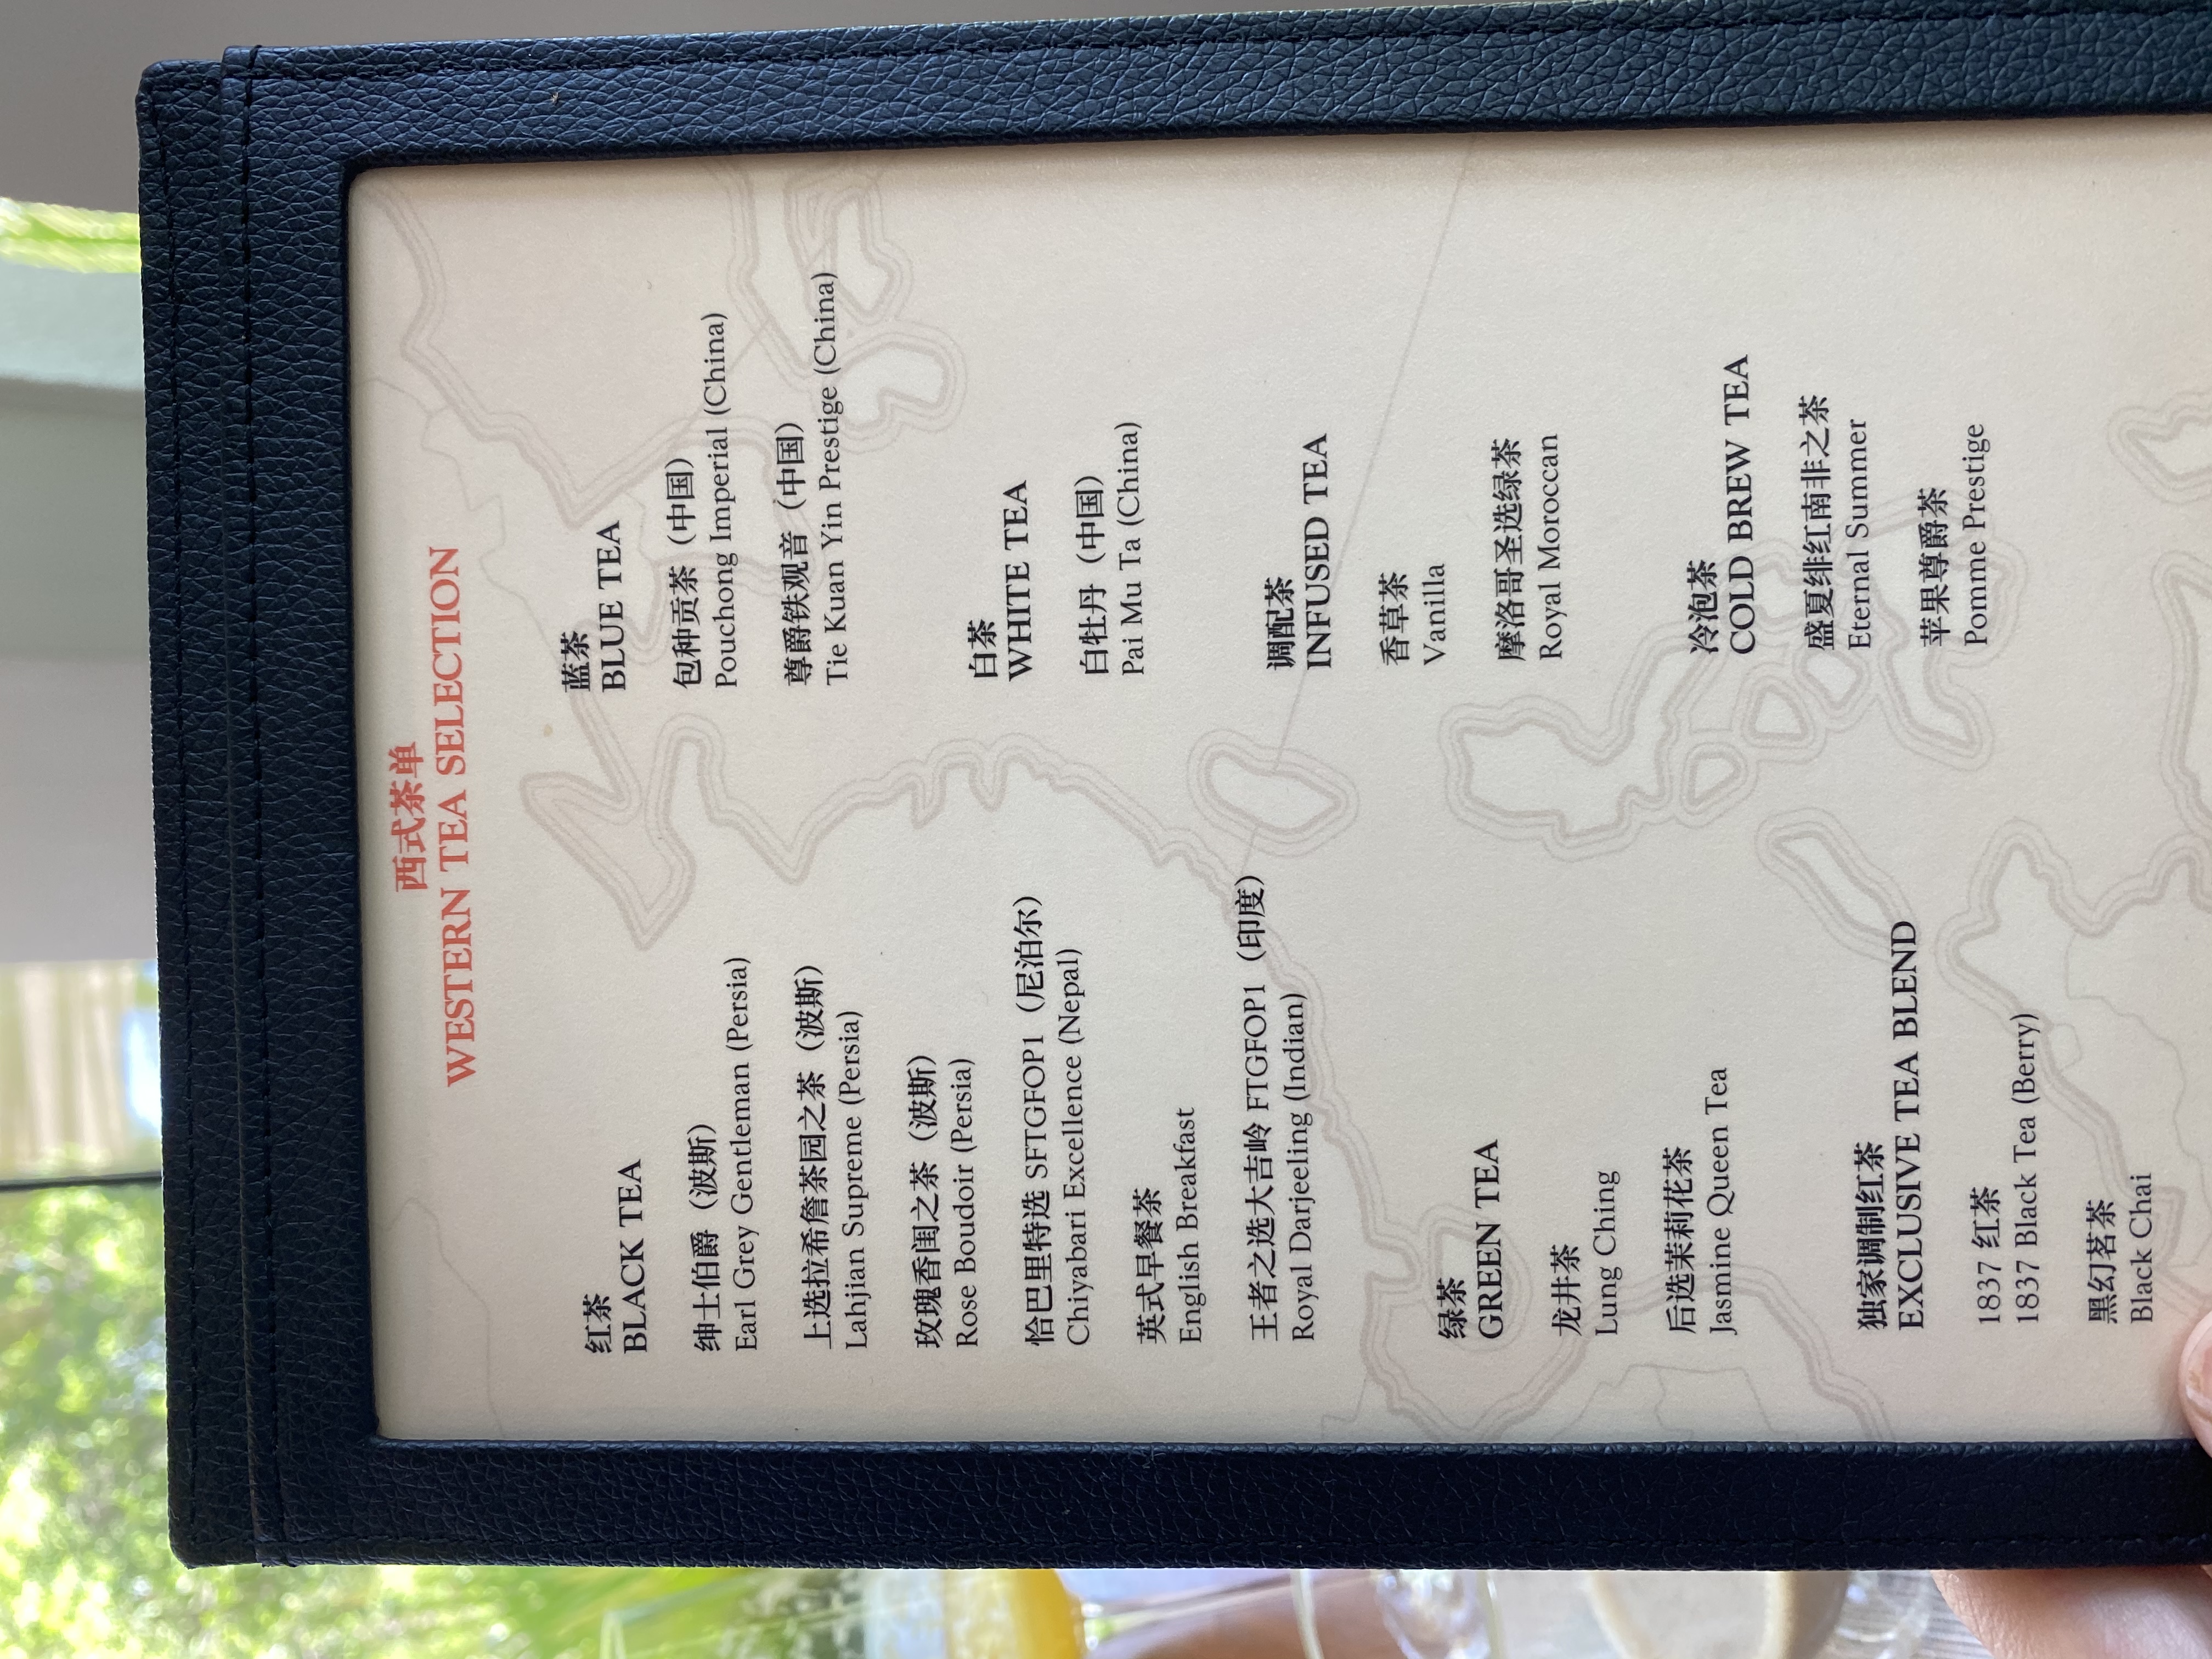 西式茶单
WESTERN TEA SELECTION
红茶
BLACK TEA
绅士伯爵（波斯）
Earl Grey Gentleman (Persia)
上选拉希詹茶园之茶（波斯）
Lahjian Supreme (Persia)
玫瑰香闺之茶（波斯）
Rose Boudoir (Persia)
恰巴里特选 SFTGFOP1（尼泊尔）
Chiyabari Excellence (Nepal)
英式早餐茶
English Breakfast
王者之选大吉岭 FTGFOP1（印度）
Royal Darjeeling (Indian)
绿茶
GREEN TEA
龙井茶
Lung Ching
后选茉莉花茶
Jasmine Queen Tea
独家调制红茶
EXCLUSIVE TEA BLEND
1837 红茶
1837 Black Tea (Berry)
黑幻茗茶
Black Chai
蓝茶
BLUE TEA
包种贡茶（中国）
Pouchong Imperial (China)
尊爵铁观音（中国）
Tie Kuan Yin Prestige (China)
白茶
WHITE TEA
白牡丹（中国）
Pai Mu Ta (China)
调配茶
INFUSED TEA
香草茶
Vanilla
摩洛哥圣选绿茶
Royal Moroccan
冷泡茶
COLD BREW TEA
盛夏绯红南非之茶
Eternal Summer
苹果尊爵茶
Pomme Prestige